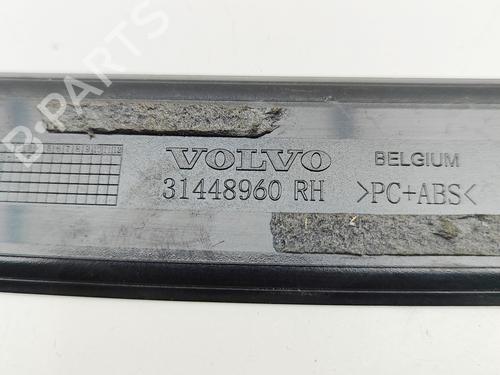 B-PARTS
VOLVO BELGIUM
31448960 RH >PC+ABS<